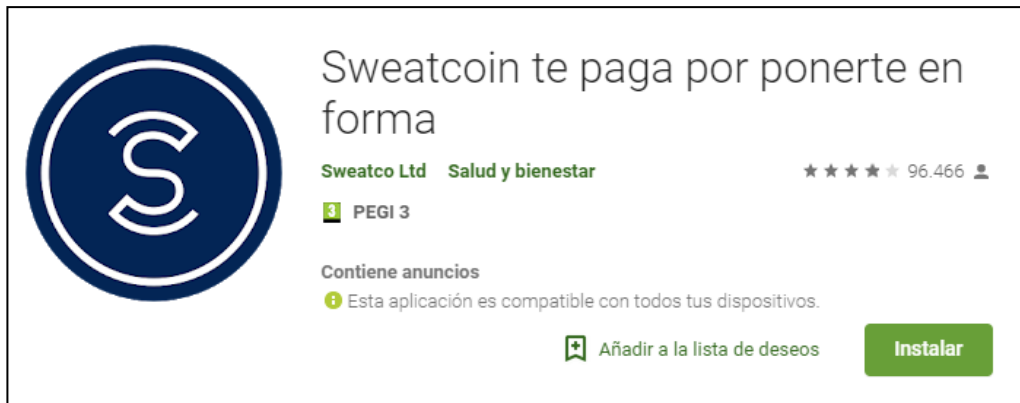 Sweatcoin te paga por ponerte en
forma
Sweatco Ltd Salud y bienestar 96.466
3 PEGI 3
Contiene anuncios
Esta aplicación es compatible con todos tus dispositivos.
Añadir a la lista de deseos Instalar